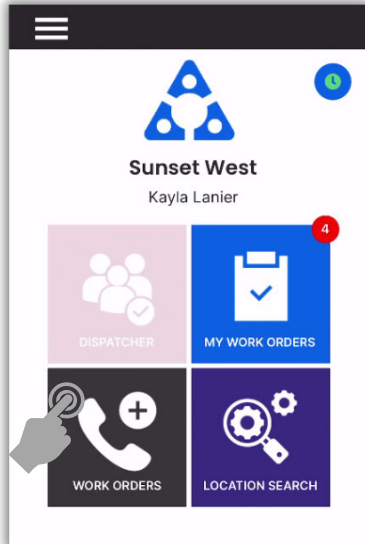 Sunset West
Kayla Lanier
4
DISPATCHER
MY WORK ORDERS
WORK ORDERS
LOCATION SEARCH